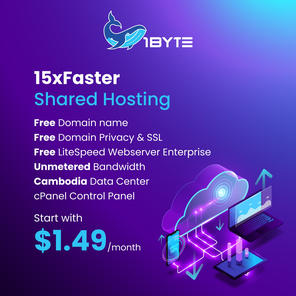 1BYTE
15xFaster
Shared Hosting
Free Domain name
Free Domain Privacy & SSL
Free LiteSpeed Webserver Enterprise
Unmetered Bandwidth
Cambodia Data Center
cPanel Control Panel
Start with
$1.49/month